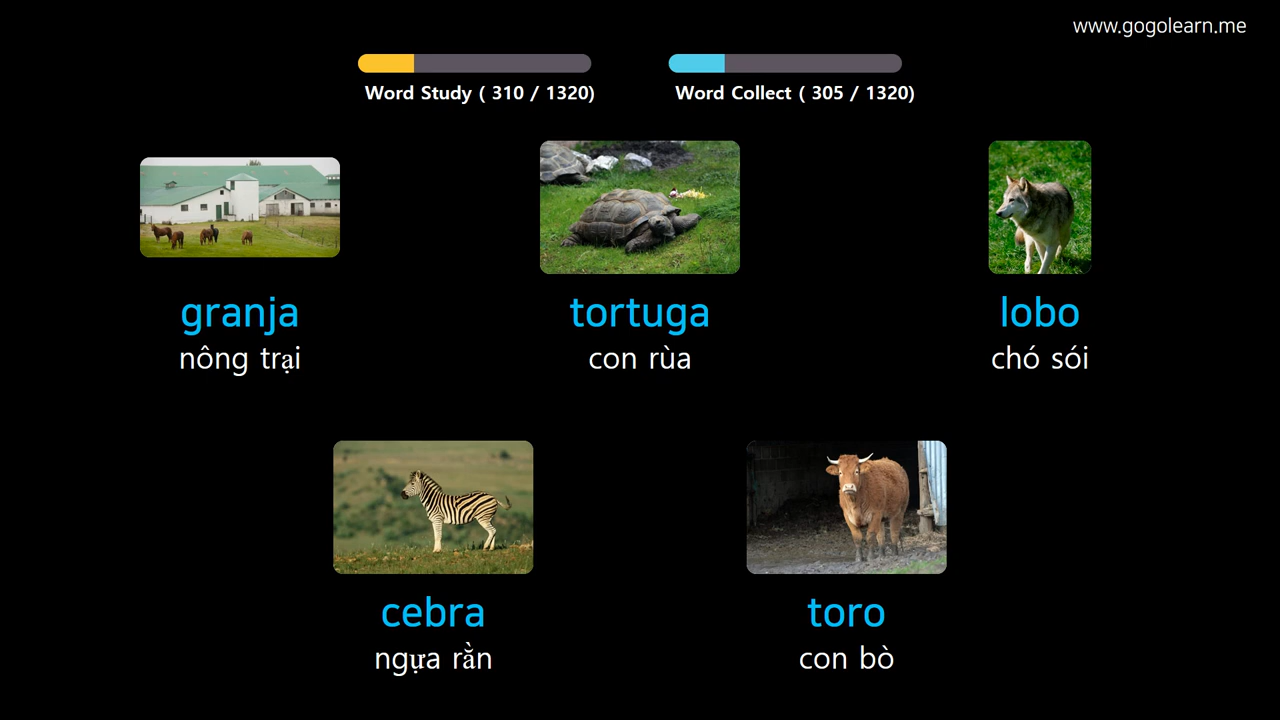 www.gogolearn.me
Word Study ( 310 / 1320)
Word Collect ( 305 / 1320)
granja
nông trại
tortuga
con rùa
lobo
chó sói
cebra
ngựa rằn
toro
con bò